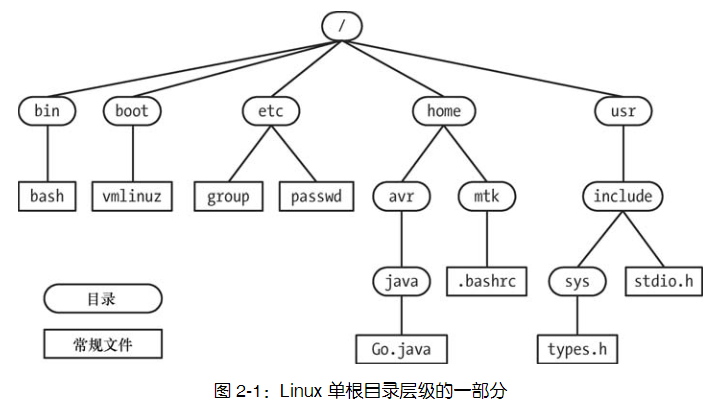 /
bin boot etc home usr
bash vmlinuz group passwd avr mtk include
目录 java .bashrc sys stdio.h
常规文件 Go.java types.h
图 2-1：Linux 单根目录层级的一部分